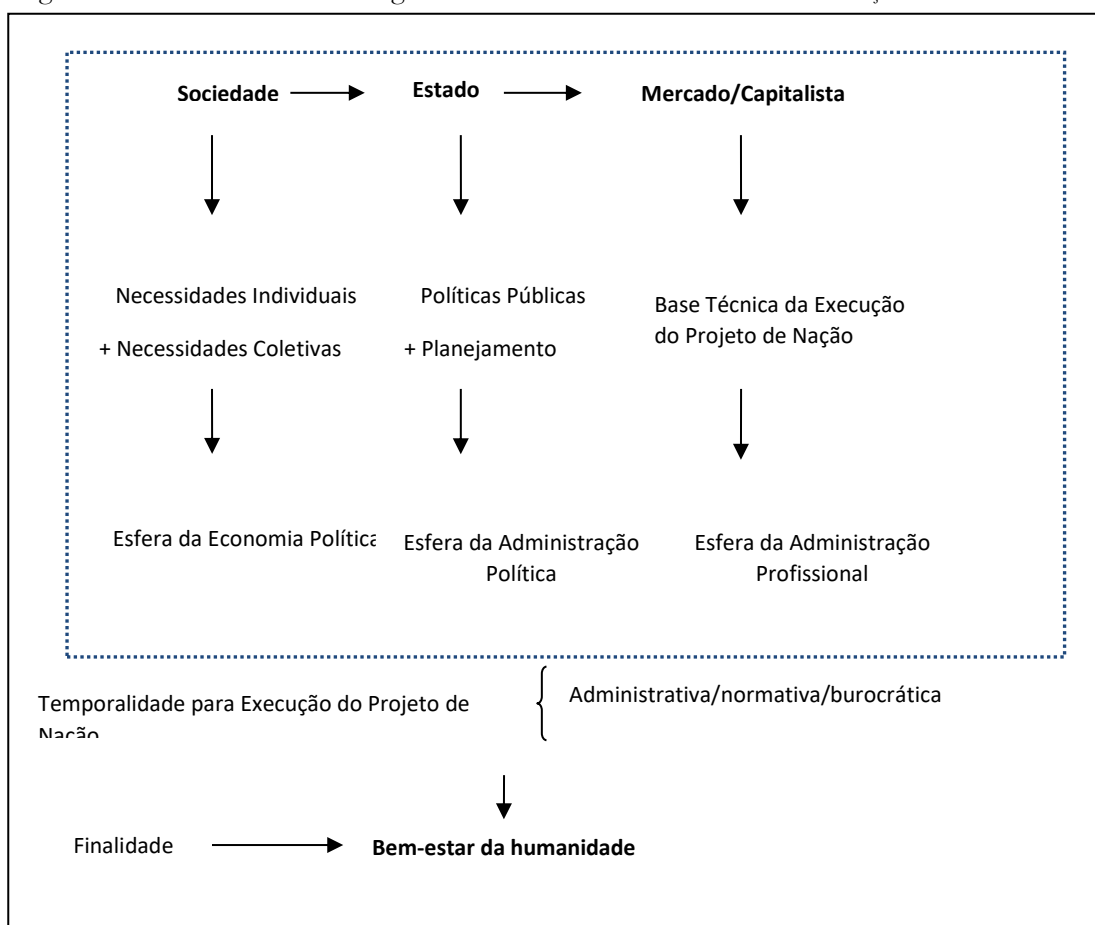 Sociedade Estado Mercado/Capitalista
Necessidades Individuais
+ Necessidades Coletivas
Políticas Públicas
+ Planejamento
Base Técnica da Execução
do Projeto de Nação
Esfera da Economia Política
Esfera da Administração
Política
Esfera da Administração
Profissional
Temporalidade para Execução do Projeto de
Nação
Administrativa/normativa/burocrática
Finalidade
Bem-estar da humanidade